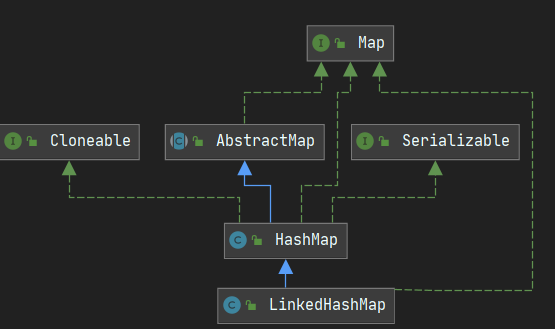 I Map
I Cloneable
C AbstractMap
I Serializable
C HashMap
C LinkedHashMap